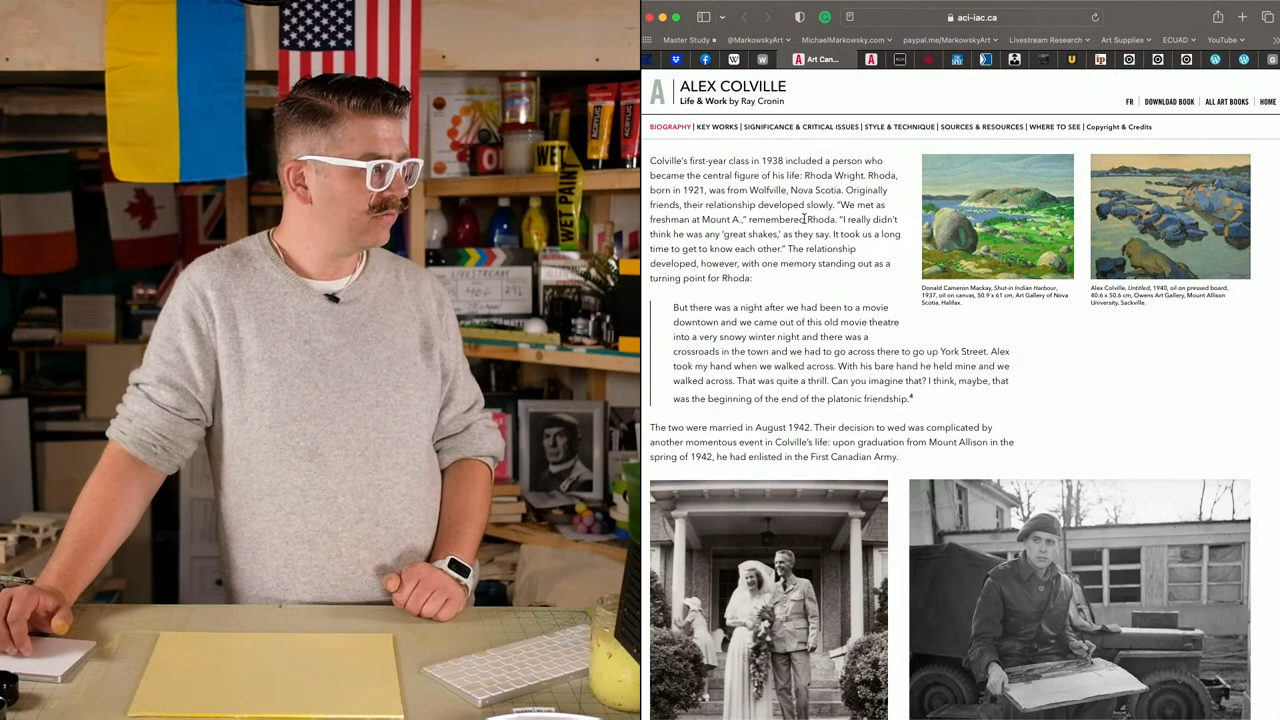 aci-iac.ca
Master Study
@MarkowskyArt
MichaelMarkowsky.com
paypal.me/MarkowskyArt
Livestream Research
Art Supplies
ECUAD
YouTube
Art Can...
A ALEX COLVILLE
Life & Work by Ray Cronin
FR | DOWNLOAD BOOK | ALL ART BOOKS | HOME
BIOGRAPHY | KEY WORKS | SIGNIFICANCE & CRITICAL ISSUES | STYLE & TECHNIQUE | SOURCES & RESOURCES | WHERE TO SEE | Copyright & Credits
Colville's first-year class in 1938 included a person who
became the central figure of his life: Rhoda Wright. Rhoda,
born in 1921, was from Wolfville, Nova Scotia. Originally
friends, their relationship developed slowly. "We met as
freshman at Mount A.," remembered Rhoda. "I really didn't
think he was any 'great shakes,' as they say. It took us a long
time to get to know each other." The relationship
developed, however, with one memory standing out as a
turning point for Rhoda:
But there was a night after we had been to a movie
downtown and we came out of this old movie theatre
into a very snowy winter night and there was a
crossroads in the town and we had to go across there to go up York Street. Alex
took my hand when we walked across. With his bare hand he held mine and we
walked across. That was quite a thrill. Can you imagine that? I think, maybe, that
was the beginning of the end of the platonic friendship.4
The two were married in August 1942. Their decision to wed was complicated by
another momentous event in Colville's life: upon graduation from Mount Allison in the
spring of 1942, he had enlisted in the First Canadian Army.
Donald Cameron Mackay, Shut-in Indian Harbour,
1937, oil on canvas, 50.9 x 61 cm, Art Gallery of Nova
Scotia, Halifax.
Alex Colville, Untitled, 1940, oil on pressed board,
40.6 x 50.6 cm, Owens Art Gallery, Mount Allison
University, Sackville.
WET
WET PAINT
ACRYLIC
ACRYLIC
LIVESTREAM